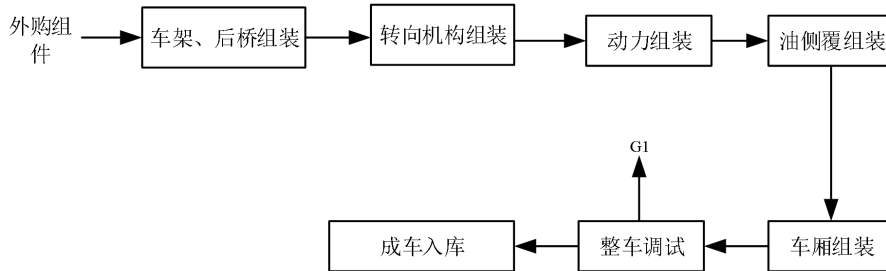 外购组
件
车架、后桥组装
转向机构组装
动力组装
油侧覆组装
G1
成车入库
整车调试
车厢组装